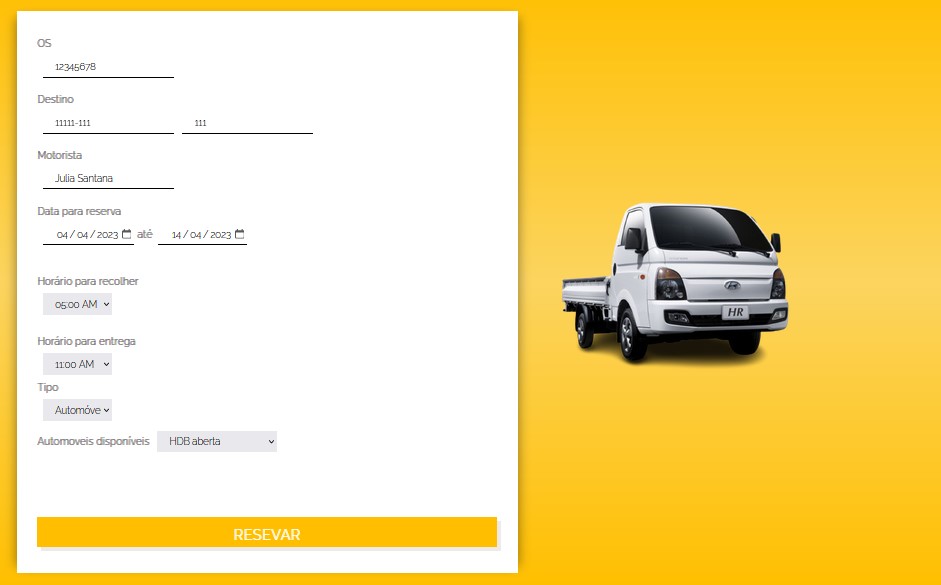 OS
12345678
Destino
11111-111 111
Motorista
Julia Santana
Data para reserva
04 / 04 / 2023 até 14 / 04 / 2023
Horário para recolher
05:00 AM
Horário para entrega
11:00 AM
Tipo
Automóve
Automoveis disponíveis HDB aberta
RESEVAR
HR